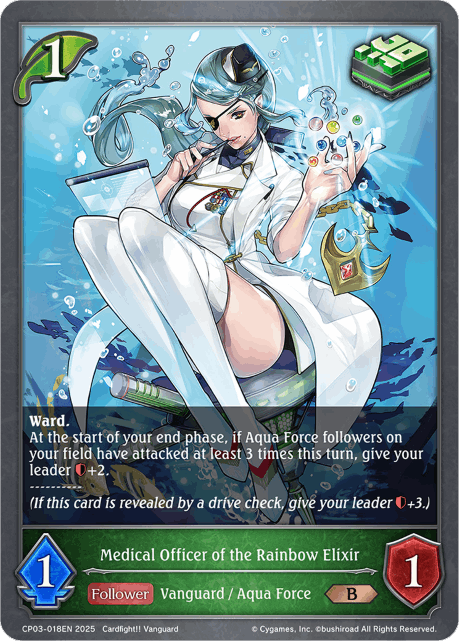 1
Ward.
At the start of your end phase, if Aqua Force followers on
your field have attacked at least 3 times this turn, give your
leader +2.
----------
(If this card is revealed by a drive check, give your leader +3.)
Medical Officer of the Rainbow Elixir
1
Follower Vanguard / Aqua Force B
1
CP03-018EN 2025 Cardfight!! Vanguard © Cygames, Inc. ©bushiroad All Rights Reserved.